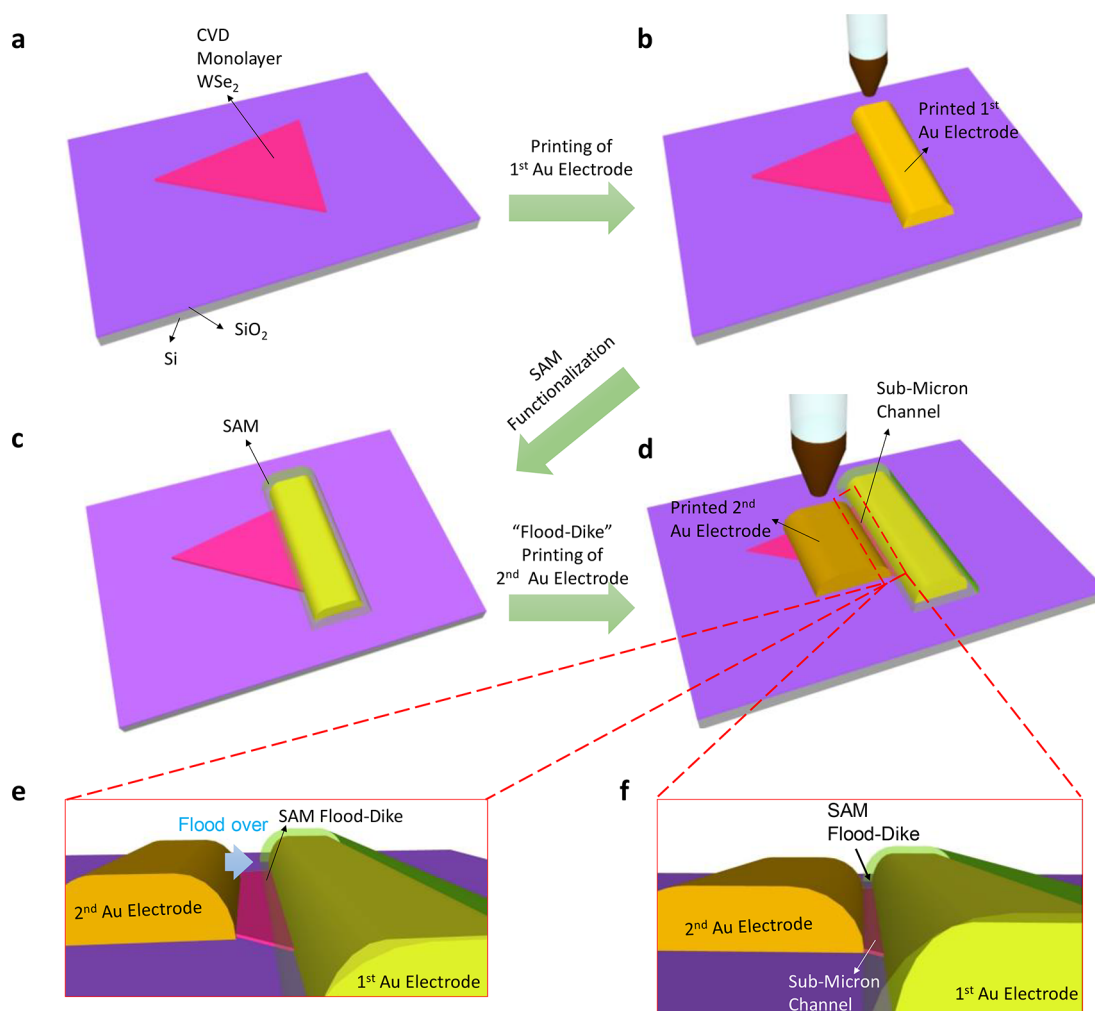 a
CVD
Monolayer
WSe₂
SiO₂
Si
Printing of
1ˢᵗ Au Electrode
b
Printed 1ˢᵗ
Au Electrode
SAM
Functionalization
c
SAM
"Flood-Dike"
Printing of
2ⁿᵈ Au Electrode
d
Sub-Micron
Channel
Printed 2ⁿᵈ
Au Electrode
e
Flood over
SAM Flood-Dike
2ⁿᵈ Au Electrode
1ˢᵗ Au Electrode
f
SAM
Flood-Dike
2ⁿᵈ Au Electrode
Sub-Micron
Channel
1ˢᵗ Au Electrode